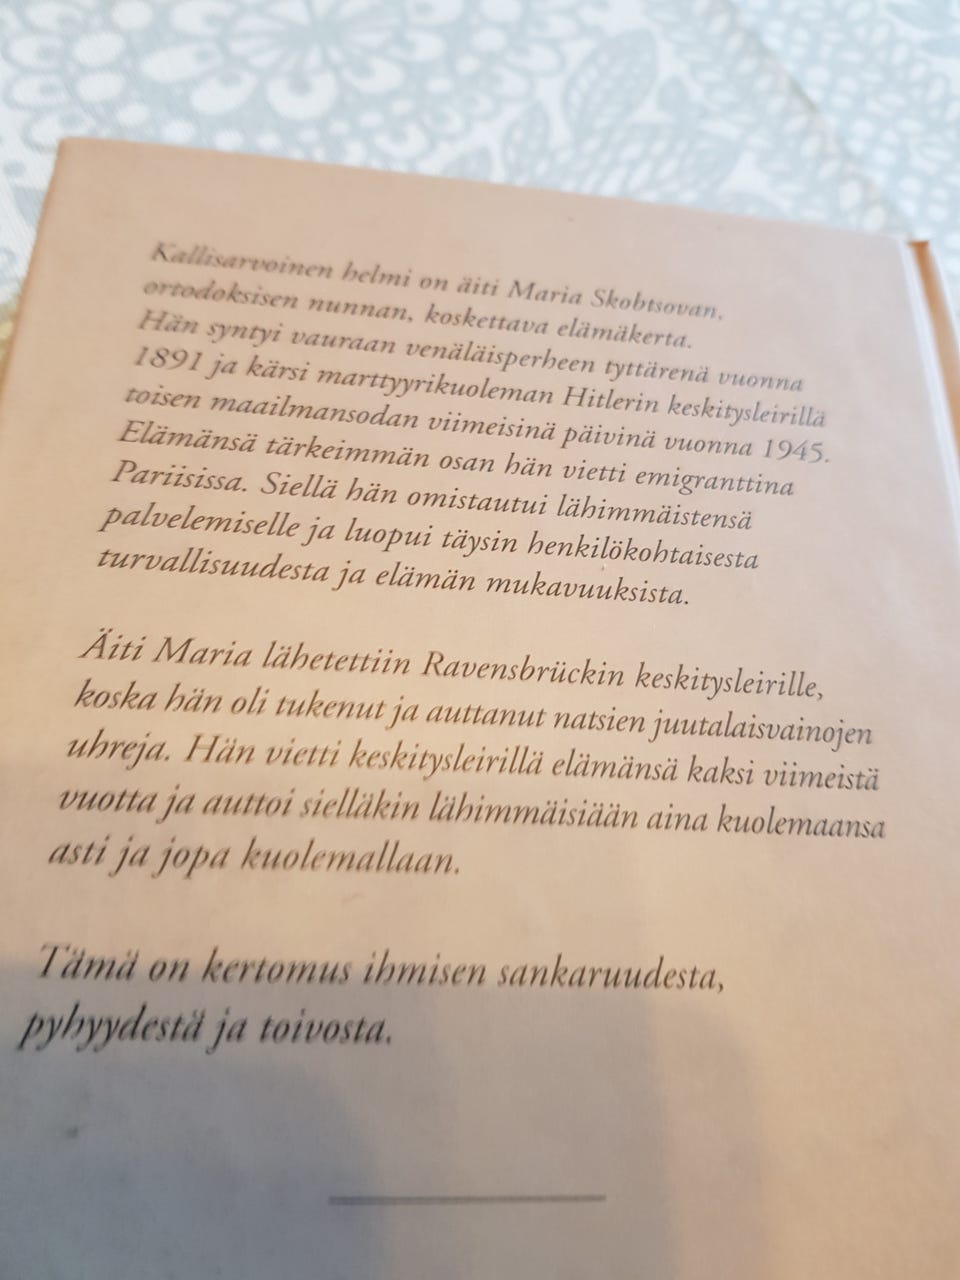 Kallisarvoinen helmi on äiti Maria Skobtsovan,
ortodoksisen nunnan, koskettava elämäkerta.
Hän syntyi vauraan venäläisperheen tyttärenä vuonna
1891 ja kärsi marttyyrikuoleman Hitlerin keskitysleirillä
toisen maailmansodan viimeisinä päivinä vuonna 1945.
Elämänsä tärkeimmän osan hän vietti emigranttina
Pariisissa. Siellä hän omistautui lähimmäistensä
palvelemiselle ja luopui täysin henkilökohtaisesta
turvallisuudesta ja elämän mukavuuksista.
Äiti Maria lähetettiin Ravensbrückin keskitysleirille,
koska hän oli tukenut ja auttanut natsien juutalaisvainojen
uhreja. Hän vietti keskitysleirillä elämänsä kaksi viimeistä
vuotta ja auttoi sielläkin lähimmäisiään aina kuolemaansa
asti ja jopa kuolemallaan.
Tämä on kertomus ihmisen sankaruudesta,
pyhyydestä ja toivosta.